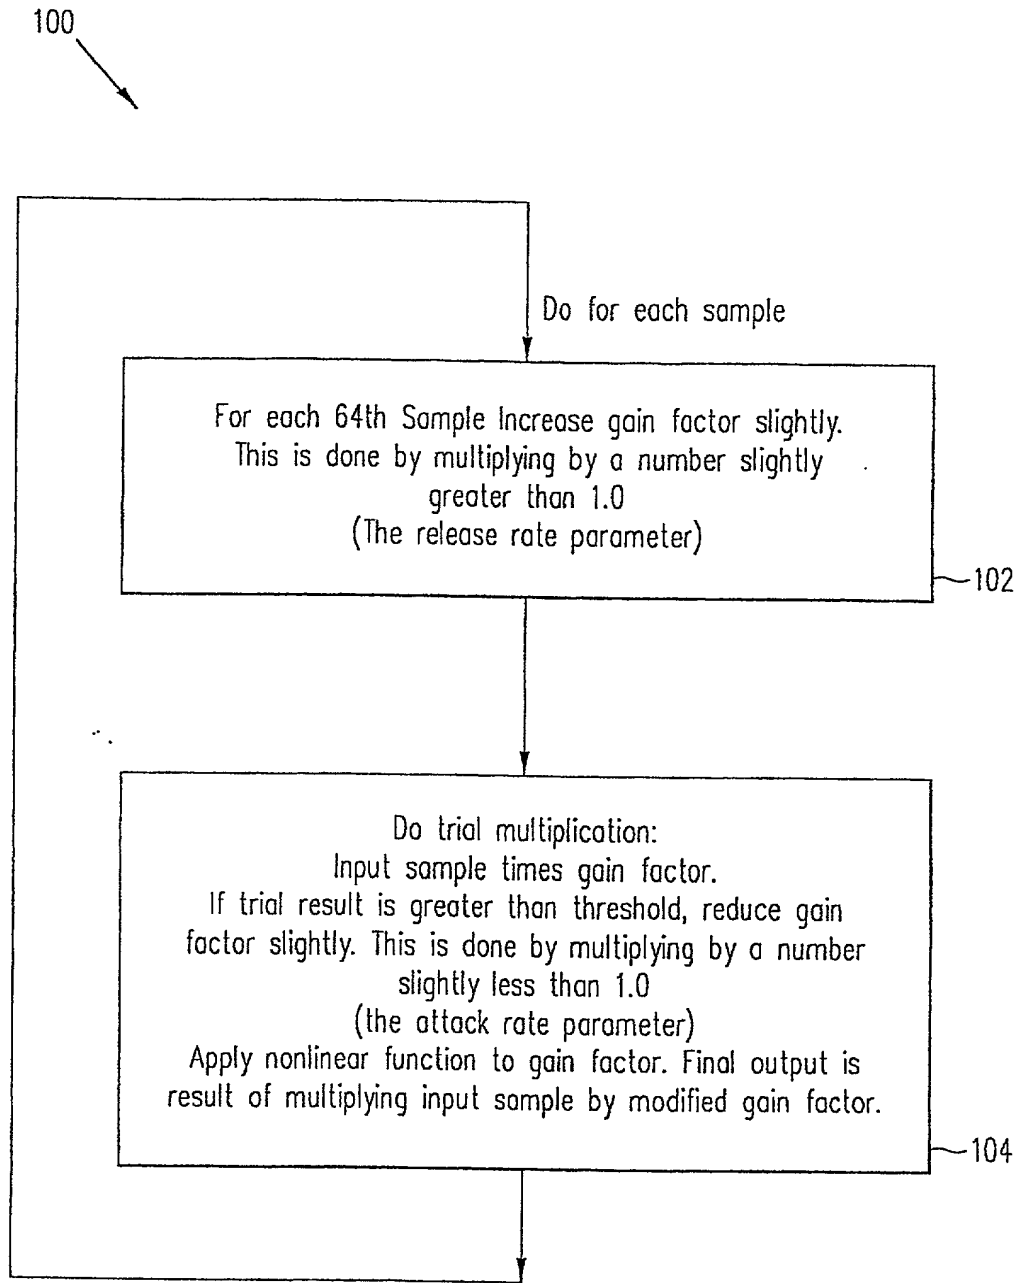 100
Do for each sample
For each 64th Sample Increase gain factor slightly.
This is done by multiplying by a number slightly
greater than 1.0
(The release rate parameter)
102
Do trial multiplication:
Input sample times gain factor.
If trial result is greater than threshold, reduce gain
factor slightly. This is done by multiplying by a number
slightly less than 1.0
(the attack rate parameter)
Apply nonlinear function to gain factor. Final output is
result of multiplying input sample by modified gain factor.
104